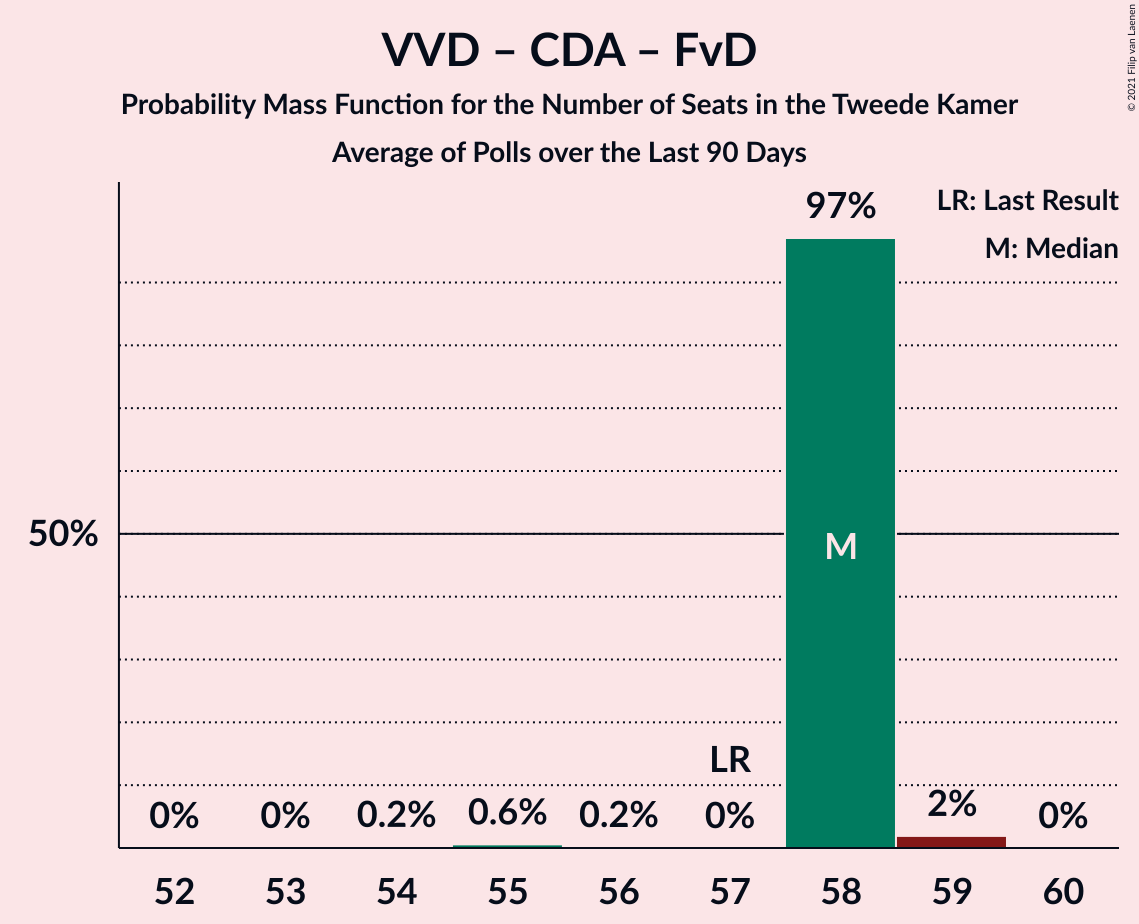 VVD – CDA – FvD
Probability Mass Function for the Number of Seats in the Tweede Kamer
Average of Polls over the Last 90 Days
© 2021 Filip van Laenen
LR: Last Result
M: Median
97%
50%
M
LR
0% 0% 0.2% 0.6% 0.2% 0% 2% 0%
52 53 54 55 56 57 58 59 60